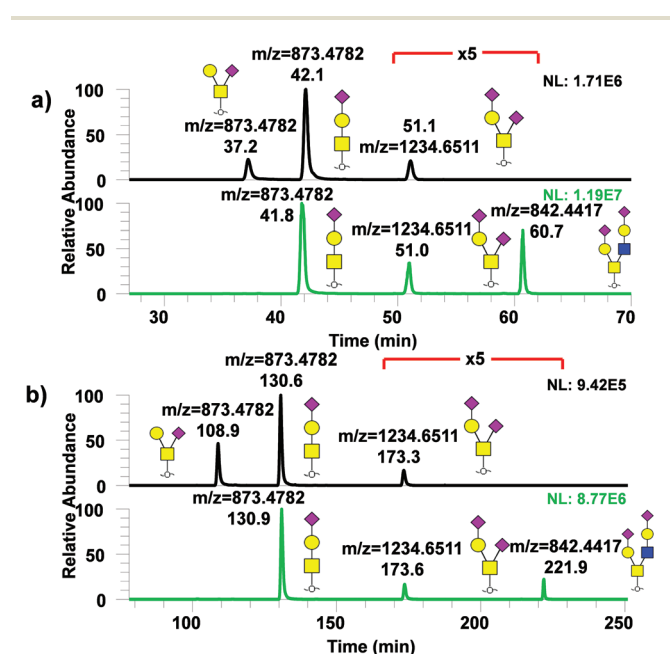 x5
m/z=873.4782
42.1
NL: 1.71E6
a)
100
m/z=873.4782
37.2
51.1
m/z=1234.6511
50
0
Relative Abundance
m/z=873.4782
41.8
NL: 1.19E7
m/z=842.4417
60.7
m/z=1234.6511
51.0
100
50
0
30 40 50 60 70
Time (min)
x5
m/z=873.4782
130.6
NL: 9.42E5
b)
100
m/z=873.4782
108.9
m/z=1234.6511
173.3
50
0
Relative Abundance
m/z=873.4782
130.9
NL: 8.77E6
m/z=1234.6511
173.6
m/z=842.4417
221.9
100
50
0
100 150 200 250
Time (min)